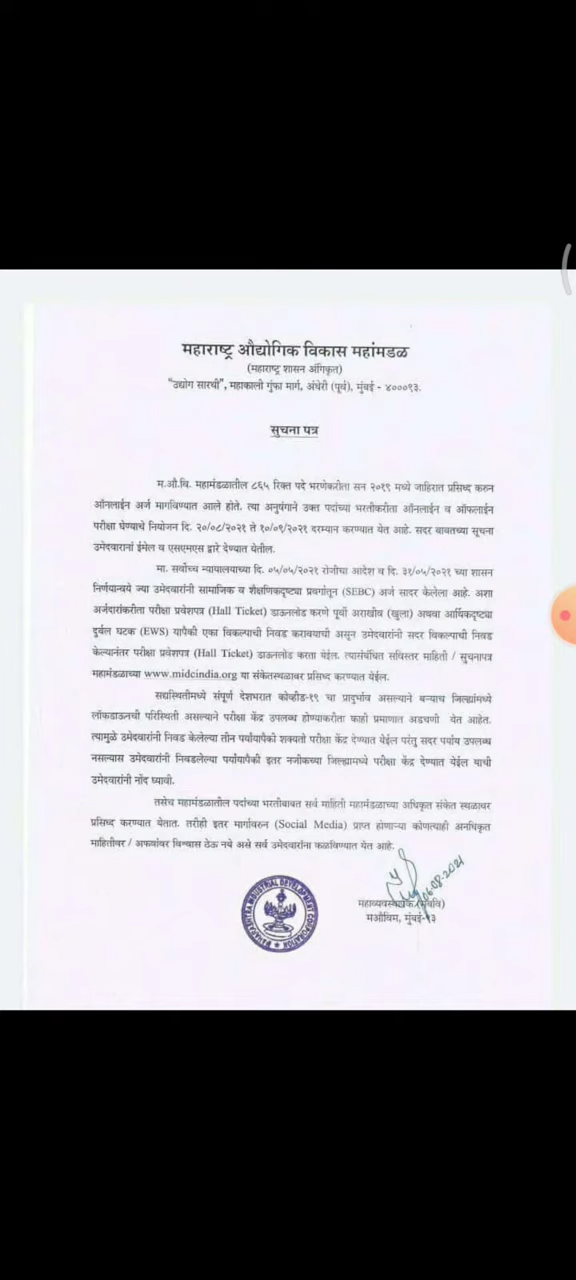 महाराष्ट्र औद्योगिक विकास महांमडळ
(महाराष्ट्र शासन अंगिकृत)
"उद्योग सारथी", महाकाली गुंफा मार्ग, अंधेरी (पूर्व), मुंबई - ४०००९३.
सुचना पत्र
म.औ.वि. महामंडळातील ८६५ रिक्त पदे भरणेकरीता सन २०१९ मध्ये जाहिरात प्रसिध्द करुन
ऑनलाईन अर्ज मागविण्यात आले होते. त्या अनुषंगाने उक्त पदांच्या भरतीकरीता ऑनलाईन व ऑफलाईन
परीक्षा घेण्याचे नियोजन दि. २०/०८/२०२१ ते १०/०९/२०२१ दरम्यान करण्यात येत आहे. सदर बाबतच्या सूचना
उमेदवारानां ईमेल व एसएमएस द्वारे देण्यात येतील.
मा. सर्वोच्च न्यायालयाच्या दि. ०५/०५/२०२१ रोजीचा आदेश व दि. ३१/०५/२०२१ च्या शासन
निर्णयान्वये ज्या उमेदवारांनी सामाजिक व शैक्षणिकदृष्ट्या प्रवर्गातून (SEBC) अर्ज सादर केलेला आहे. अशा
अर्जदारांकरीता परीक्षा प्रवेशपत्र (Hall Ticket) डाऊनलोड करणे पूर्वी अराखीव (खुला) अथवा आर्थिकदृष्ट्या
दुर्बल घटक (EWS) यापैकी एका विकल्पाची निवड करावयाची असून उमेदवारांनी सदर विकल्पाची निवड
केल्यानंतर परीक्षा प्रवेशपत्र (Hall Ticket) डाऊनलोड करता येईल. त्यासंबंधित सविस्तर माहिती / सुचनापत्र
महामंडळाच्या www.midcindia.org या संकेतस्थळावर प्रसिध्द करण्यात येईल.
सद्यस्थितीमध्ये संपूर्ण देशभरात कोव्हीड-१९ चा प्रादुर्भाव असल्याने बऱ्याच जिल्ह्यांमध्ये
लॉकडाऊनची परिस्थिती असल्याने परीक्षा केंद्र उपलब्ध होण्याकरीता काही प्रमाणात अडचणी येत आहेत.
त्यामुळे उमेदवारांनी निवड केलेल्या तीन पर्यायापैकी शक्यतो परीक्षा केंद्र देण्यात येईल परंतु सदर पर्याय उपलब्ध
नसल्यास उमेदवारांनी निवडलेल्या पर्यायापैकी इतर नजीकच्या जिल्ह्यामध्ये परीक्षा केंद्र देण्यात येईल याची
उमेदवारांनी नोंद घ्यावी.
तसेच महामंडळातील पदांच्या भरतीबाबत सर्व माहिती महामंडळाच्या अधिकृत संकेत स्थळावर
प्रसिध्द करण्यात येतात. तरीही इतर मार्गावरुन (Social Media) प्राप्त होणाऱ्या कोणत्याही अनधिकृत
माहितीवर / अफवांवर विश्वास ठेऊ नये असे सर्व उमेदवारांना कळविण्यात येत आहे.
06-08-2021
महाव्यवस्थापक
मऔविम, मुंबई-९३